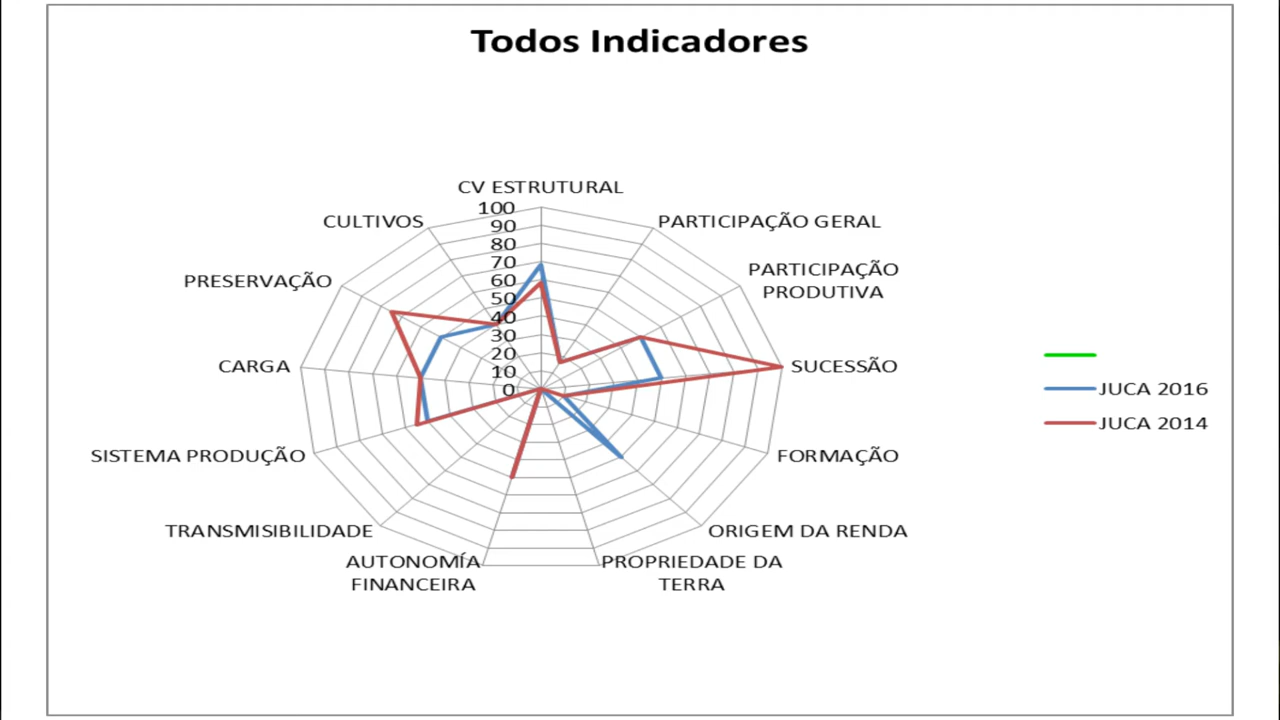 Todos Indicadores
CV ESTRUTURAL
100
90
80
70
60
50
40
30
20
10
0
PARTICIPAÇÃO GERAL
PARTICIPAÇÃO
PRODUTIVA
SUCESSÃO
FORMAÇÃO
ORIGEM DA RENDA
PROPRIEDADE DA
TERRA
AUTONOMÍA
FINANCEIRA
TRANSMISIBILIDADE
SISTEMA PRODUÇÃO
CARGA
PRESERVAÇÃO
CULTIVOS
JUCA 2016
JUCA 2014